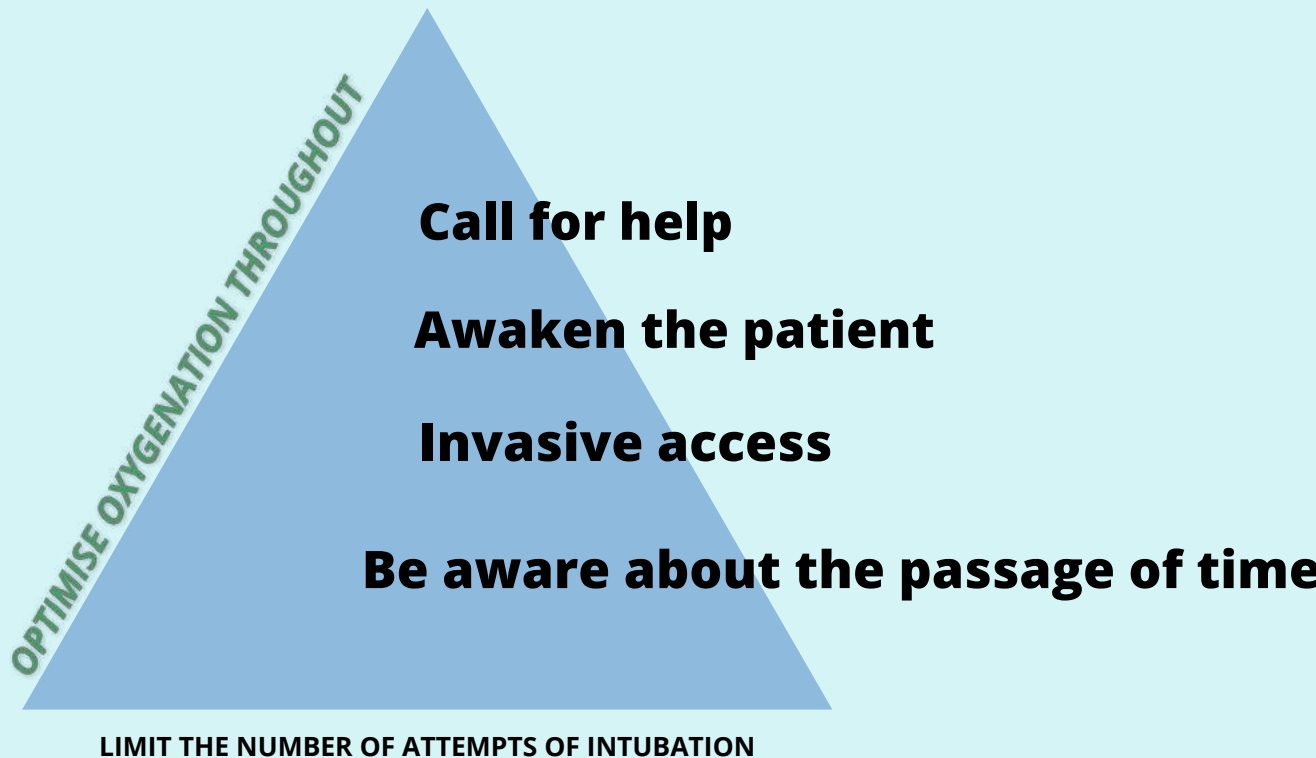 OPTIMISE OXYGENATION THROUGHOUT
Call for help
Awaken the patient
Invasive access
Be aware about the passage of time
LIMIT THE NUMBER OF ATTEMPTS OF INTUBATION